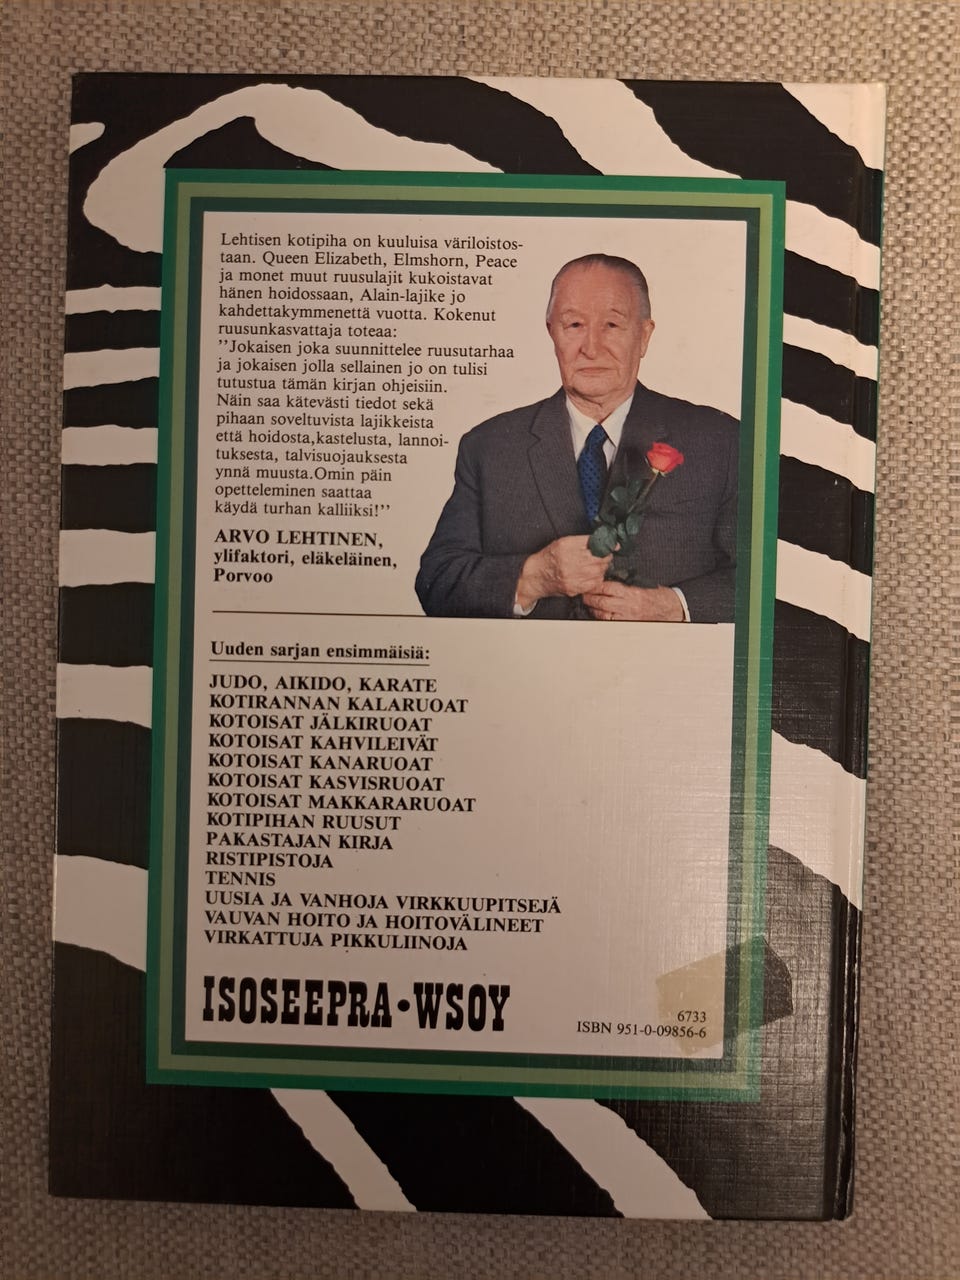 Lehtisen kotipiha on kuuluisa väriloistos-
taan. Queen Elizabeth, Elmshorn, Peace
ja monet muut ruusulajit kukoistavat
hänen hoidossaan, Alain-lajike jo
kahdettakymmenettä vuotta. Kokenut
ruusunkasvattaja toteaa:
’’Jokaisen joka suunnittelee ruusutarhaa
ja jokaisen jolla sellainen jo on tulisi
tutustua tämän kirjan ohjeisiin.
Näin saa kätevästi tiedot sekä
pihaan soveltuvista lajikkeista
että hoidosta,kastelusta, lannoi-
tuksesta, talvisuojauksesta
ynnä muusta.Omin päin
opetteleminen saattaa
käydä turhan kalliiksi!’’
ARVO LEHTINEN,
ylifaktori, eläkeläinen,
Porvoo
Uuden sarjan ensimmäisiä:
JUDO, AIKIDO, KARATE
KOTIRANNAN KALARUOAT
KOTOISAT JÄLKIRUOAT
KOTOISAT KAHVILEIVÄT
KOTOISAT KANARUOAT
KOTOISAT KASVISRUOAT
KOTOISAT MAKKARARUOAT
KOTIPIHAN RUUSUT
PAKASTAJAN KIRJA
RISTIPISTOJA
TENNIS
UUSIA JA VANHOJA VIRKKUUPITSEJÄ
VAUVAN HOITO JA HOITOVÄLINEET
VIRKATTUJA PIKKULIINOJA
ISOSEEPRA•WSOY
6733
ISBN 951-0-09856-6